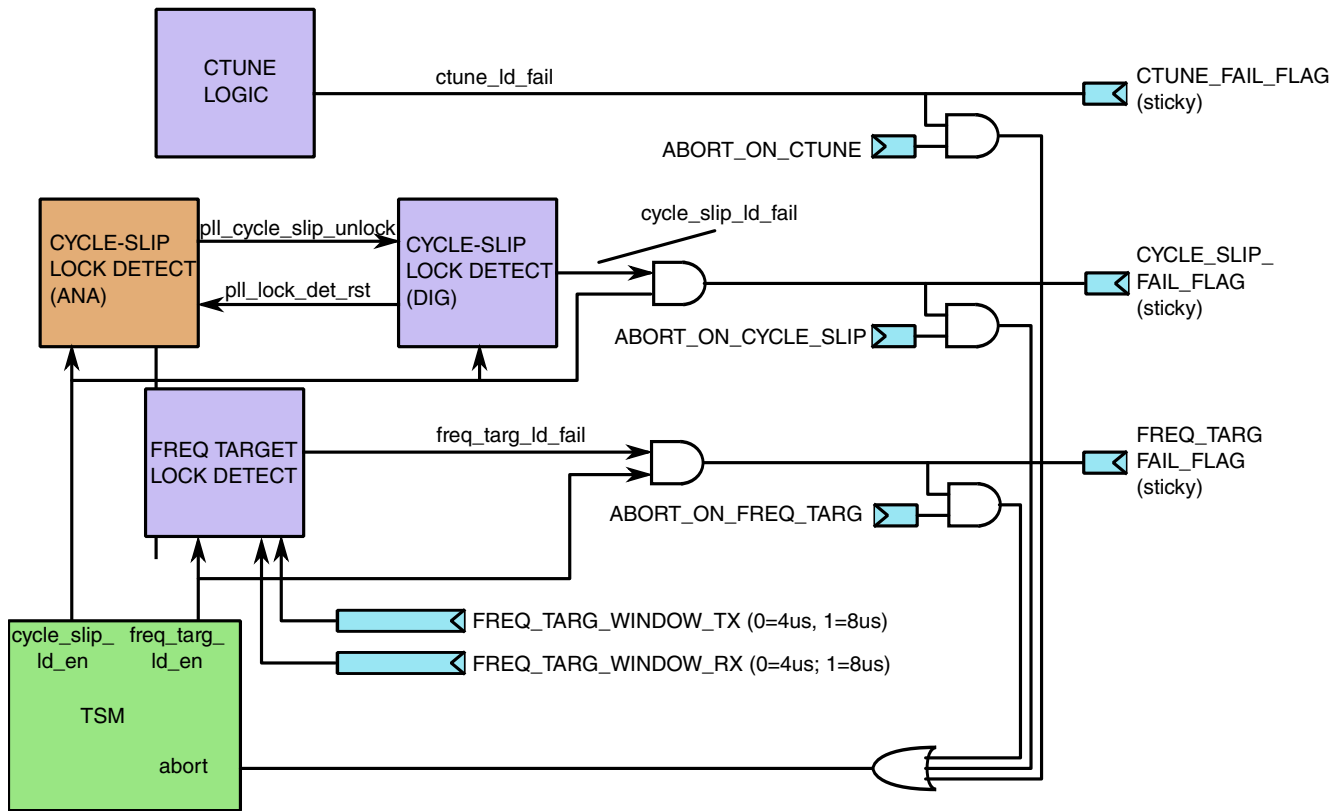 CTUNE
LOGIC
ctune_ld_fail
CTUNE_FAIL_FLAG
(sticky)
ABORT_ON_CTUNE
CYCLE-SLIP
LOCK DETECT
(ANA)
pll_cycle_slip_unlock
pll_lock_det_rst
CYCLE-SLIP
LOCK DETECT
(DIG)
cycle_slip_ld_fail
CYCLE_SLIP_
FAIL_FLAG
(sticky)
ABORT_ON_CYCLE_SLIP
FREQ TARGET
LOCK DETECT
freq_targ_ld_fail
FREQ_TARG
FAIL_FLAG
(sticky)
ABORT_ON_FREQ_TARG
FREQ_TARG_WINDOW_TX (0=4us, 1=8us)
FREQ_TARG_WINDOW_RX (0=4us; 1=8us)
cycle_slip_
ld_en
freq_targ_
ld_en
TSM
abort